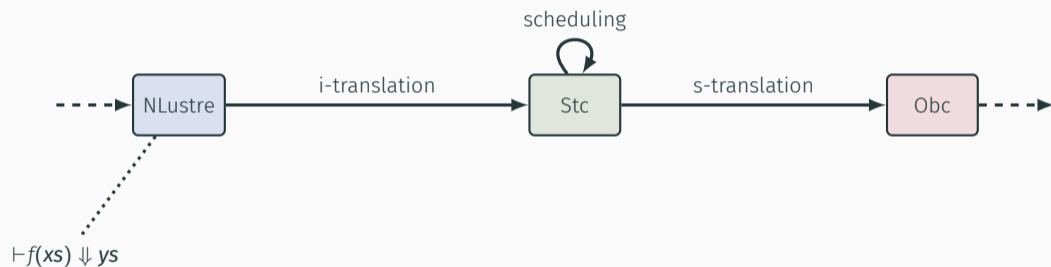 scheduling
NLustre
i-translation
Stc
s-translation
Obc
⊢f(xs) ⇓ ys